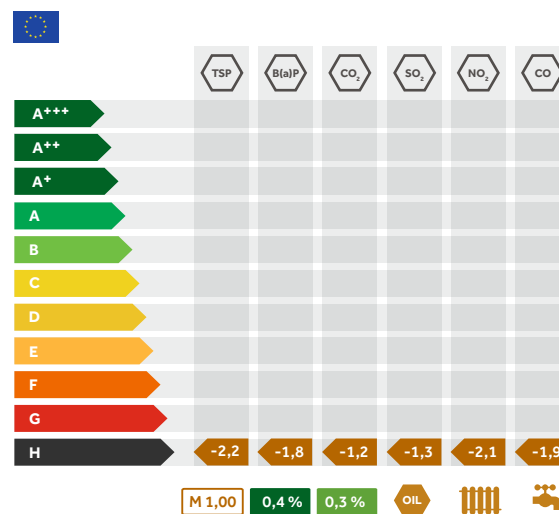 TSP B(a)P CO₂ SO₂ NO₂ CO
A+++
A++
A+
A
B
C
D
E
F
G
H -2,2 -1,8 -1,2 -1,3 -2,1 -1,9
M 1,00 0,4 % 0,3 % OIL